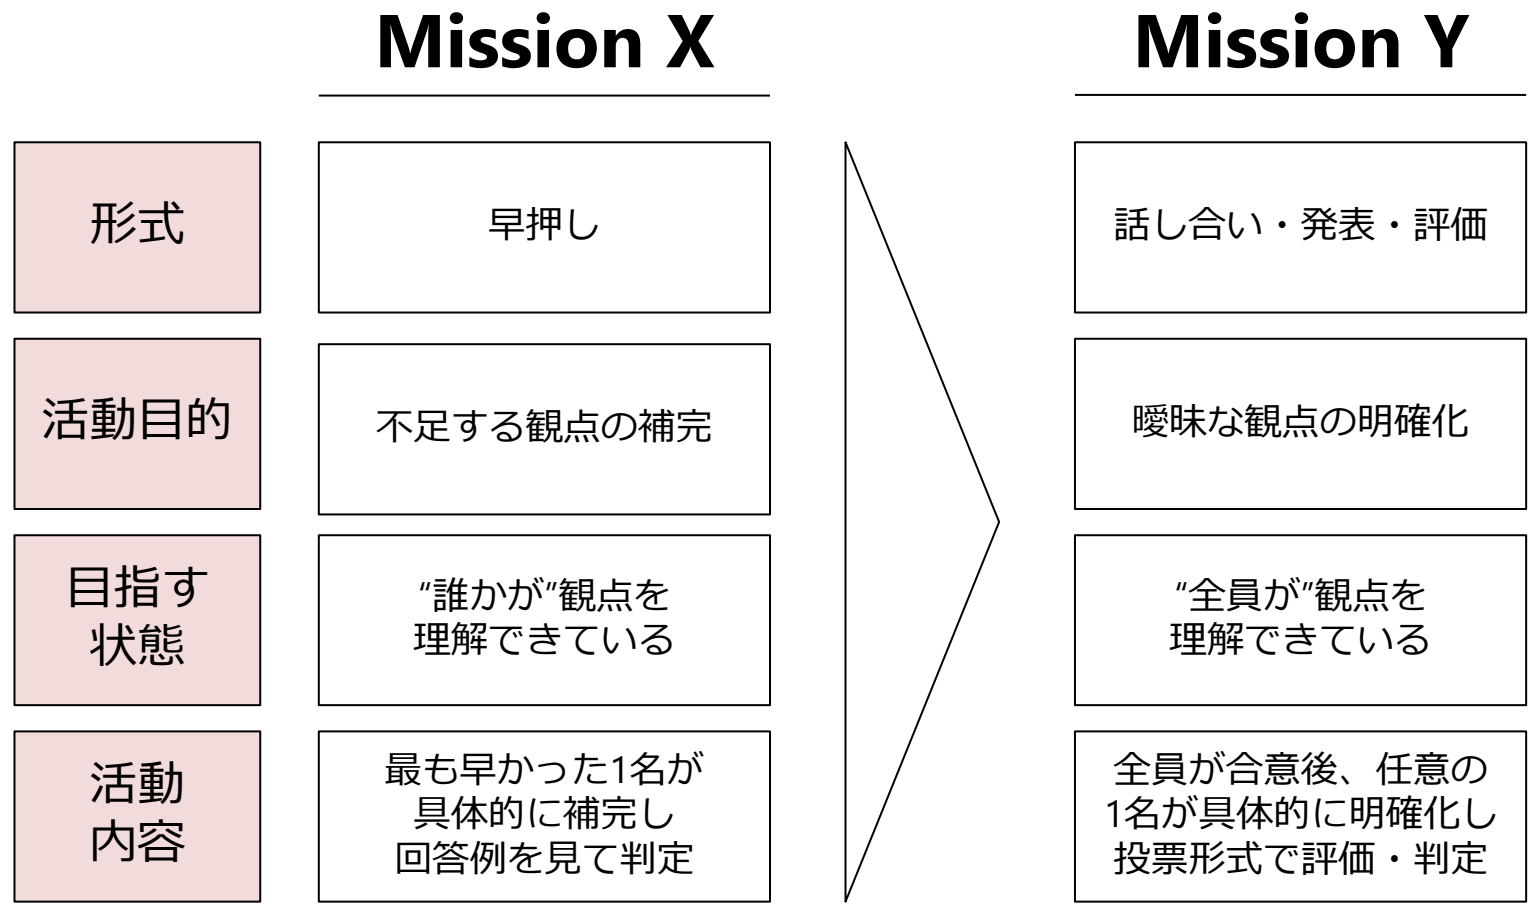 Mission X
Mission Y
形式
早押し
話し合い・発表・評価
活動目的
不足する観点の補完
曖昧な観点の明確化
目指す
状態
“誰かが”観点を
理解できている
“全員が”観点を
理解できている
活動
内容
最も早かった1名が
具体的に補完し
回答例を見て判定
全員が合意後、任意の
1名が具体的に明確化し
投票形式で評価・判定